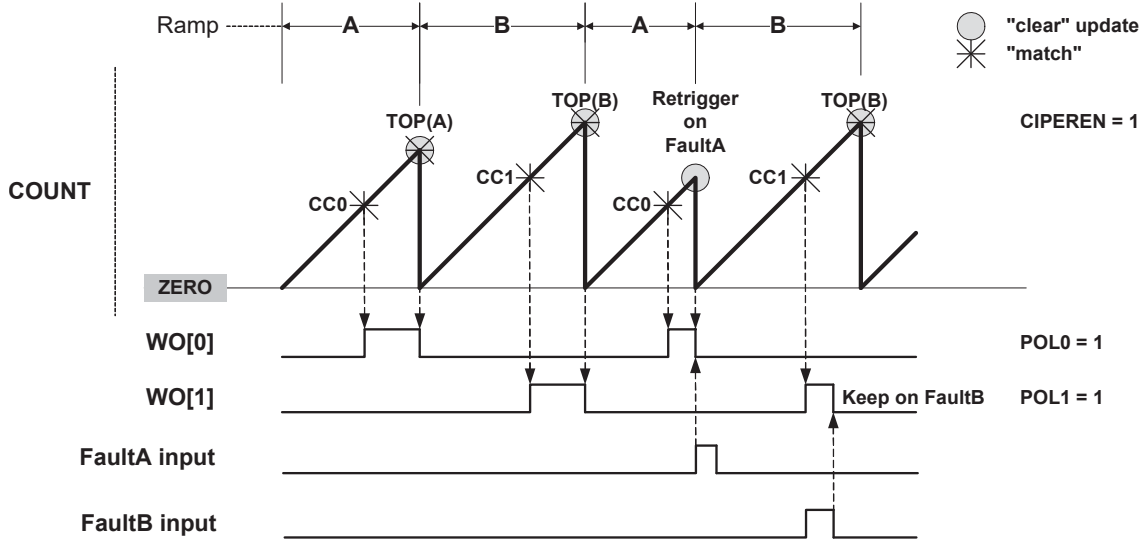 Ramp A B A B
"clear" update
"match"
TOP(A)
TOP(B)
Retrigger
on
FaultA
TOP(B)
CIPEREN = 1
COUNT
CC0
CC1
CC0
CC1
ZERO
WO[0]
POL0 = 1
WO[1]
Keep on FaultB
POL1 = 1
FaultA input
FaultB input